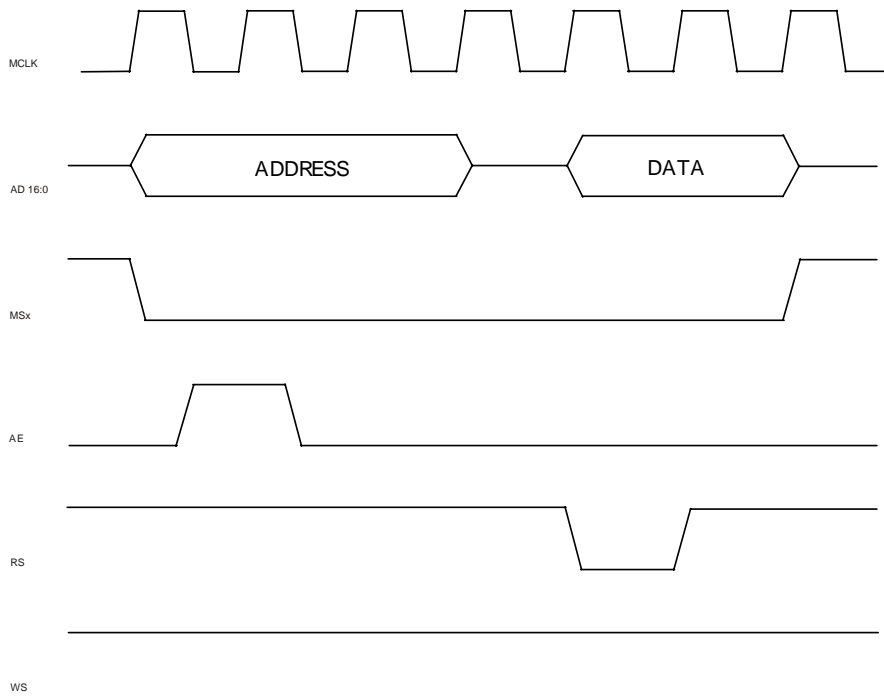 MCLK
ADDRESS
DATA
AD 16:0
MSx
AE
RS
WS